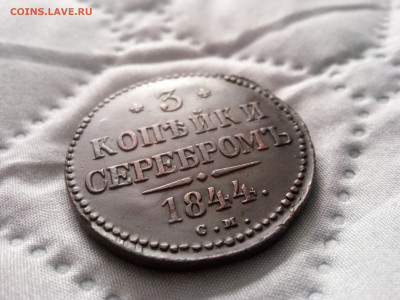 COINS.LAVE.RU
* 3 *
КОПѢЙКИ
СЕРЕБРОМЪ
1844.
С.М.